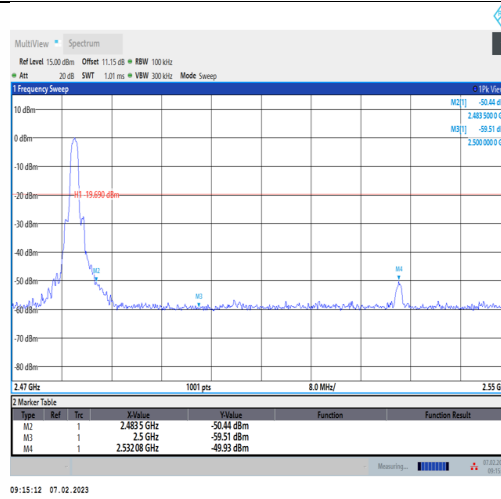 MultiView Spectrum
Ref Level 15.00 dBm Offset 11.15 dB RBW 100 kHz
Att 20 dB SWT 1.01 ms VBW 300 kHz Mode Sweep
1 Frequency Sweep 1Pk Vie
M2[1] -50.44 d
2.483 500 0 G
M3[1] -59.51 d
2.500 000 0 G
10 dBm
0 dBm
-10 dBm
-20 dBm
H1 19.690 dBm
-30 dBm
-40 dBm
-50 dBm
M2
M3
M4
-60 dBm
-70 dBm
-80 dBm
2.47 GHz 1001 pts 8.0 MHz/ 2.55 G
2 Marker Table
Type Ref Trc X-Value Y-Value Function Function Result
M2 1 2.483 5 GHz -50.44 dBm
M3 1 2.5 GHz -59.51 dBm
M4 1 2.532 08 GHz -49.93 dBm
Measuring...
09:15:12 07.02.2023